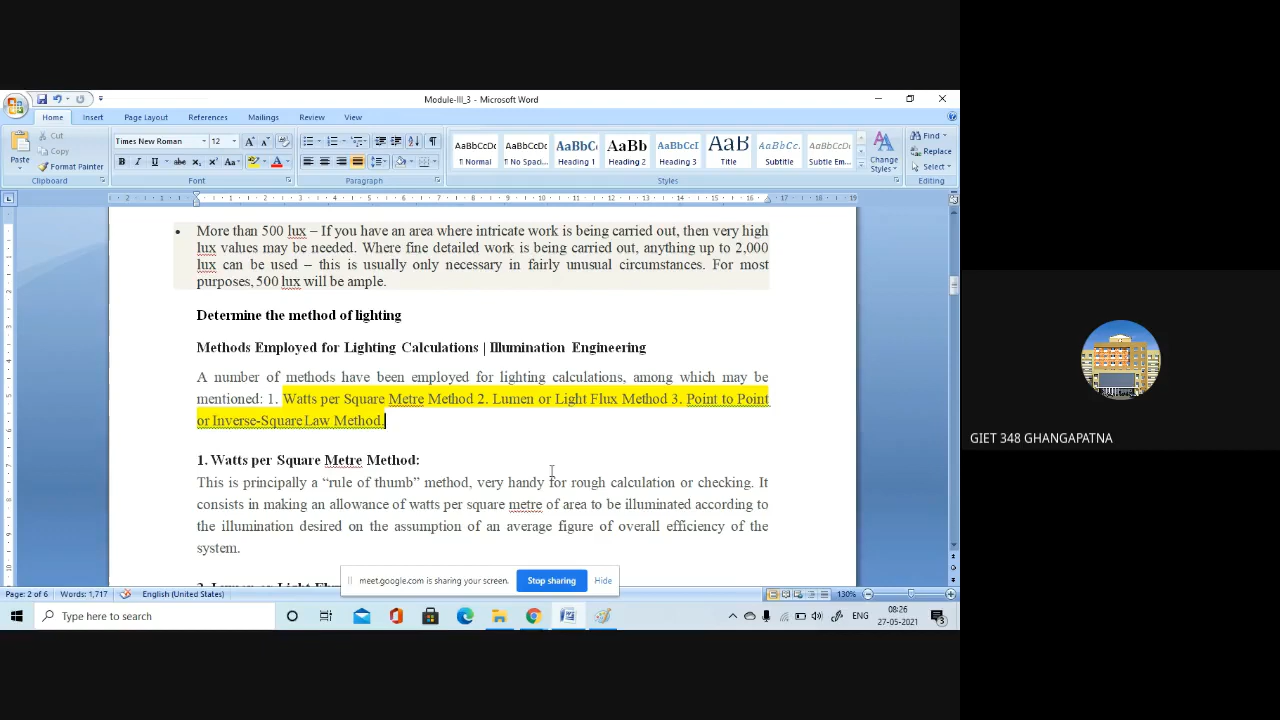 Module-III_3 - Microsoft Word
Home Insert Page Layout References Mailings Review View
Paste
Cut
Copy
Format Painter
Clipboard
Times New Roman 12
Font
Paragraph
AaBbCcDc AaBbCcDc AaBbC AaBb AaBbCcI AaB AaBbCc. AaBbCcDc
¶ Normal ¶ No Spaci... Heading 1 Heading 2 Heading 3 Title Subtitle Subtle Em...
Change Styles
Styles
Find
Replace
Select
Editing
• More than 500 lux – If you have an area where intricate work is being carried out, then very high
lux values may be needed. Where fine detailed work is being carried out, anything up to 2,000
lux can be used – this is usually only necessary in fairly unusual circumstances. For most
purposes, 500 lux will be ample.
Determine the method of lighting
Methods Employed for Lighting Calculations | Illumination Engineering
A number of methods have been employed for lighting calculations, among which may be
mentioned: 1. Watts per Square Metre Method 2. Lumen or Light Flux Method 3. Point to Point
or Inverse-Square Law Method.
1. Watts per Square Metre Method:
This is principally a “rule of thumb” method, very handy for rough calculation or checking. It
consists in making an allowance of watts per square metre of area to be illuminated according to
the illumination desired on the assumption of an average figure of overall efficiency of the
system.
meet.google.com is sharing your screen. Stop sharing Hide
Page: 2 of 6 Words: 1,717 English (United States) 130%
Type here to search
ENG
08:26
27-05-2021
GIET 348 GHANGAPATNA